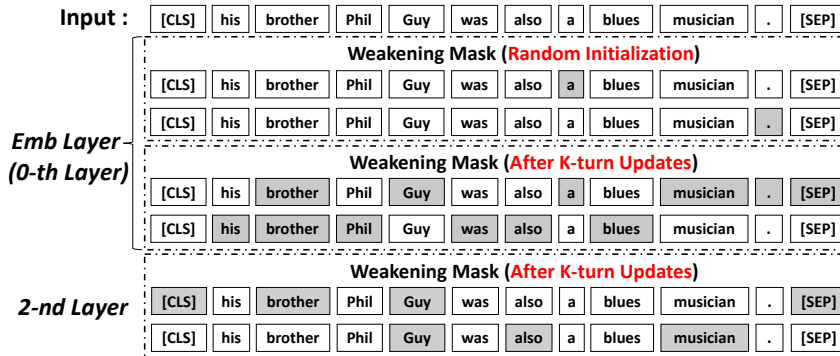 Input : [CLS] his brother Phil Guy was also a blues musician . [SEP]
Weakening Mask (Random Initialization)
[CLS] his brother Phil Guy was also a blues musician . [SEP]
[CLS] his brother Phil Guy was also a blues musician . [SEP]
Emb Layer
(0-th Layer)
Weakening Mask (After K-turn Updates)
[CLS] his brother Phil Guy was also a blues musician . [SEP]
[CLS] his brother Phil Guy was also a blues musician . [SEP]
Weakening Mask (After K-turn Updates)
2-nd Layer
[CLS] his brother Phil Guy was also a blues musician . [SEP]
[CLS] his brother Phil Guy was also a blues musician . [SEP]